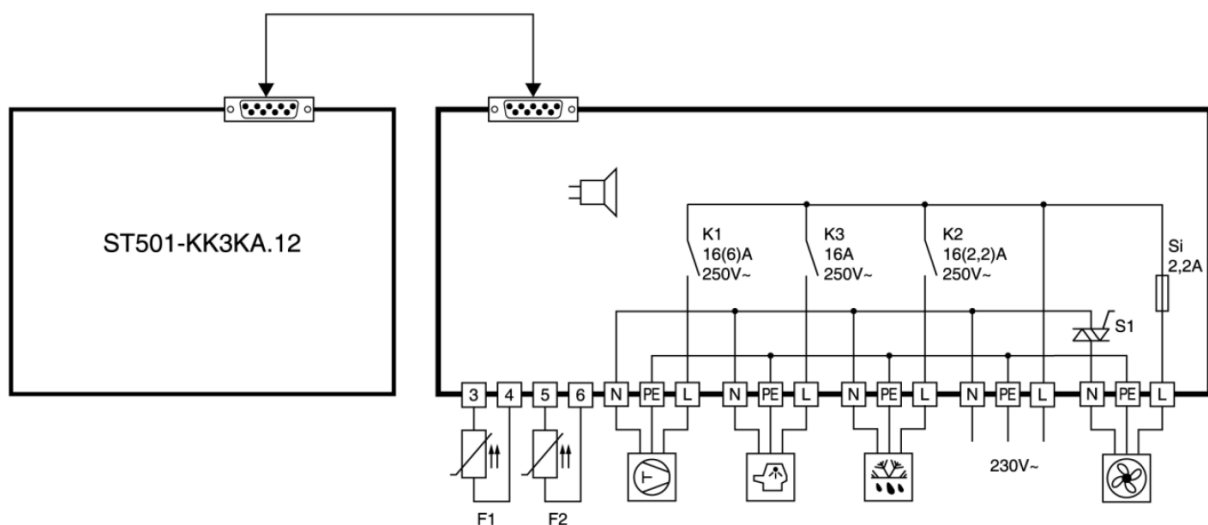 ST501-KK3KA.12
K1
16(6)A
250V~
K3
16A
250V~
K2
16(2,2)A
250V~
Si
2,2A
S1
3 4 5 6 N PE L N PE L N PE L N PE L N PE L
230V~
F1 F2